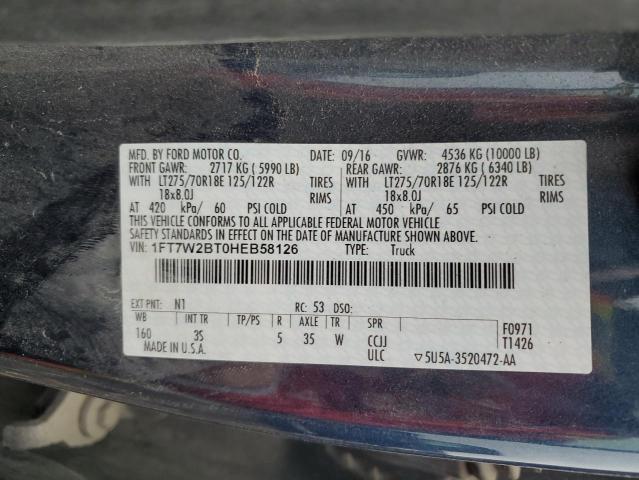 MFD. BY FORD MOTOR CO. DATE: 09/16 GVWR: 4536 KG (10000 LB)
FRONT GAWR: 2717 KG ( 5990 LB) REAR GAWR: 2876 KG ( 6340 LB)
WITH LT275/70R18E 125/122R TIRES WITH LT275/70R18E 125/122R TIRES
18x8.0J RIMS 18x8.0J RIMS
AT 420 kPa/ 60 PSI COLD AT 450 kPa/ 65 PSI COLD
THIS VEHICLE CONFORMS TO ALL APPLICABLE FEDERAL MOTOR VEHICLE
SAFETY STANDARDS IN EFFECT ON THE DATE OF MANUFACTURE SHOWN ABOVE.
VIN: 1FT7W2BT0HEB58126 TYPE: Truck
EXT PNT: N1 RC: 53 DSO:
WB INT TR TP/PS R AXLE TR SPR F0971
160 3S 5 35 W CCJJ T1426
MADE IN U.S.A. ULC ▽5U5A-3520472-AA